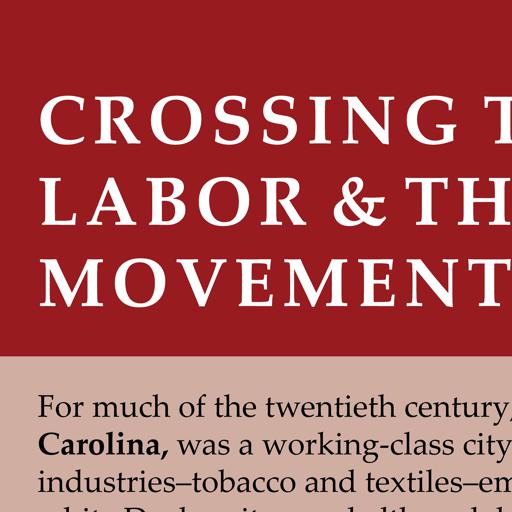 CROSSING
LABOR & TH
MOVEMENT
For much of the twentieth century,
Carolina, was a working-class city
industries–tobacco and textiles–em